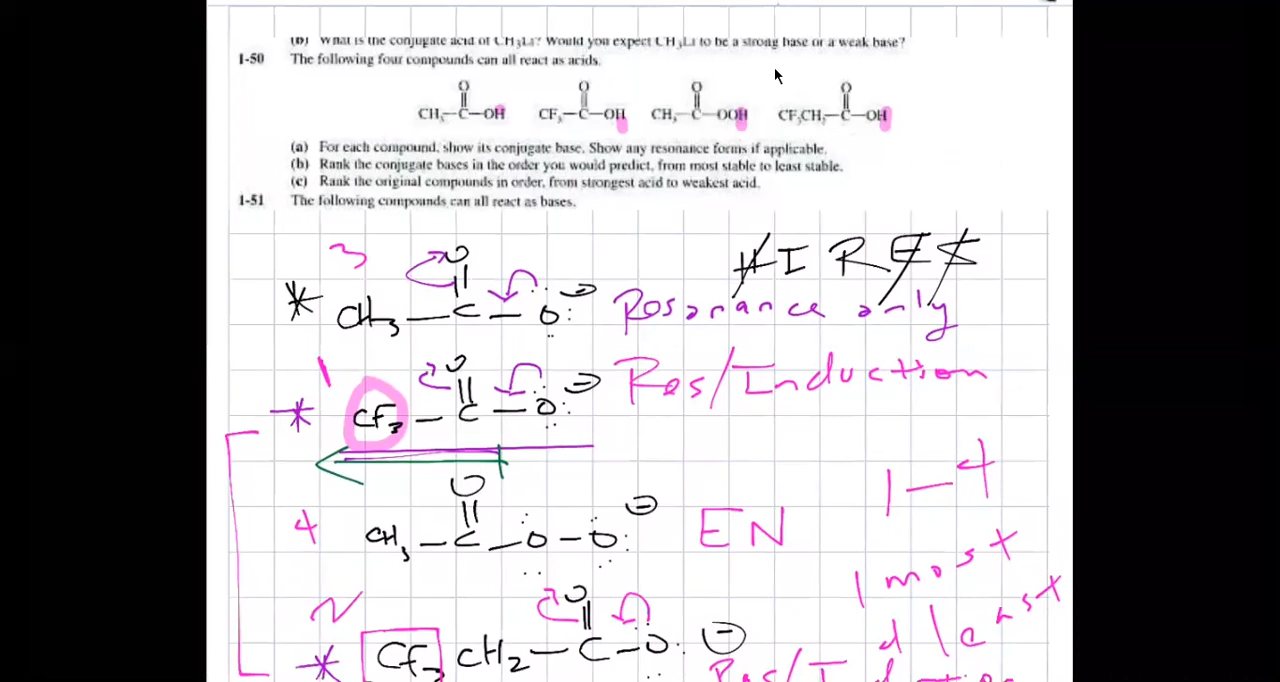 (b) What is the conjugate acid of CH₃Li? Would you expect CH₃Li to be a strong base or a weak base?
1-50 The following four compounds can all react as acids.
O O O O
CH₃—C—OH CF₃—C—OH CH₃—C—OOH CF₃CH₂—C—OH
(a) For each compound, show its conjugate base. Show any resonance forms if applicable.
(b) Rank the conjugate bases in the order you would predict, from most stable to least stable.
(c) Rank the original compounds in order, from strongest acid to weakest acid.
1-51 The following compounds can all react as bases.
3 O H I R E S
* CH₃ — C — O: ⊖ Resonance only
1 O
* CF₃ — C — O: ⊖ Res/Induction
1—4
4 O
CH₃ — C — O — O: ⊖ EN
1 most
2 O
4 least
* CF₃ CH₂ — C — O: ⊖
Res/Induction